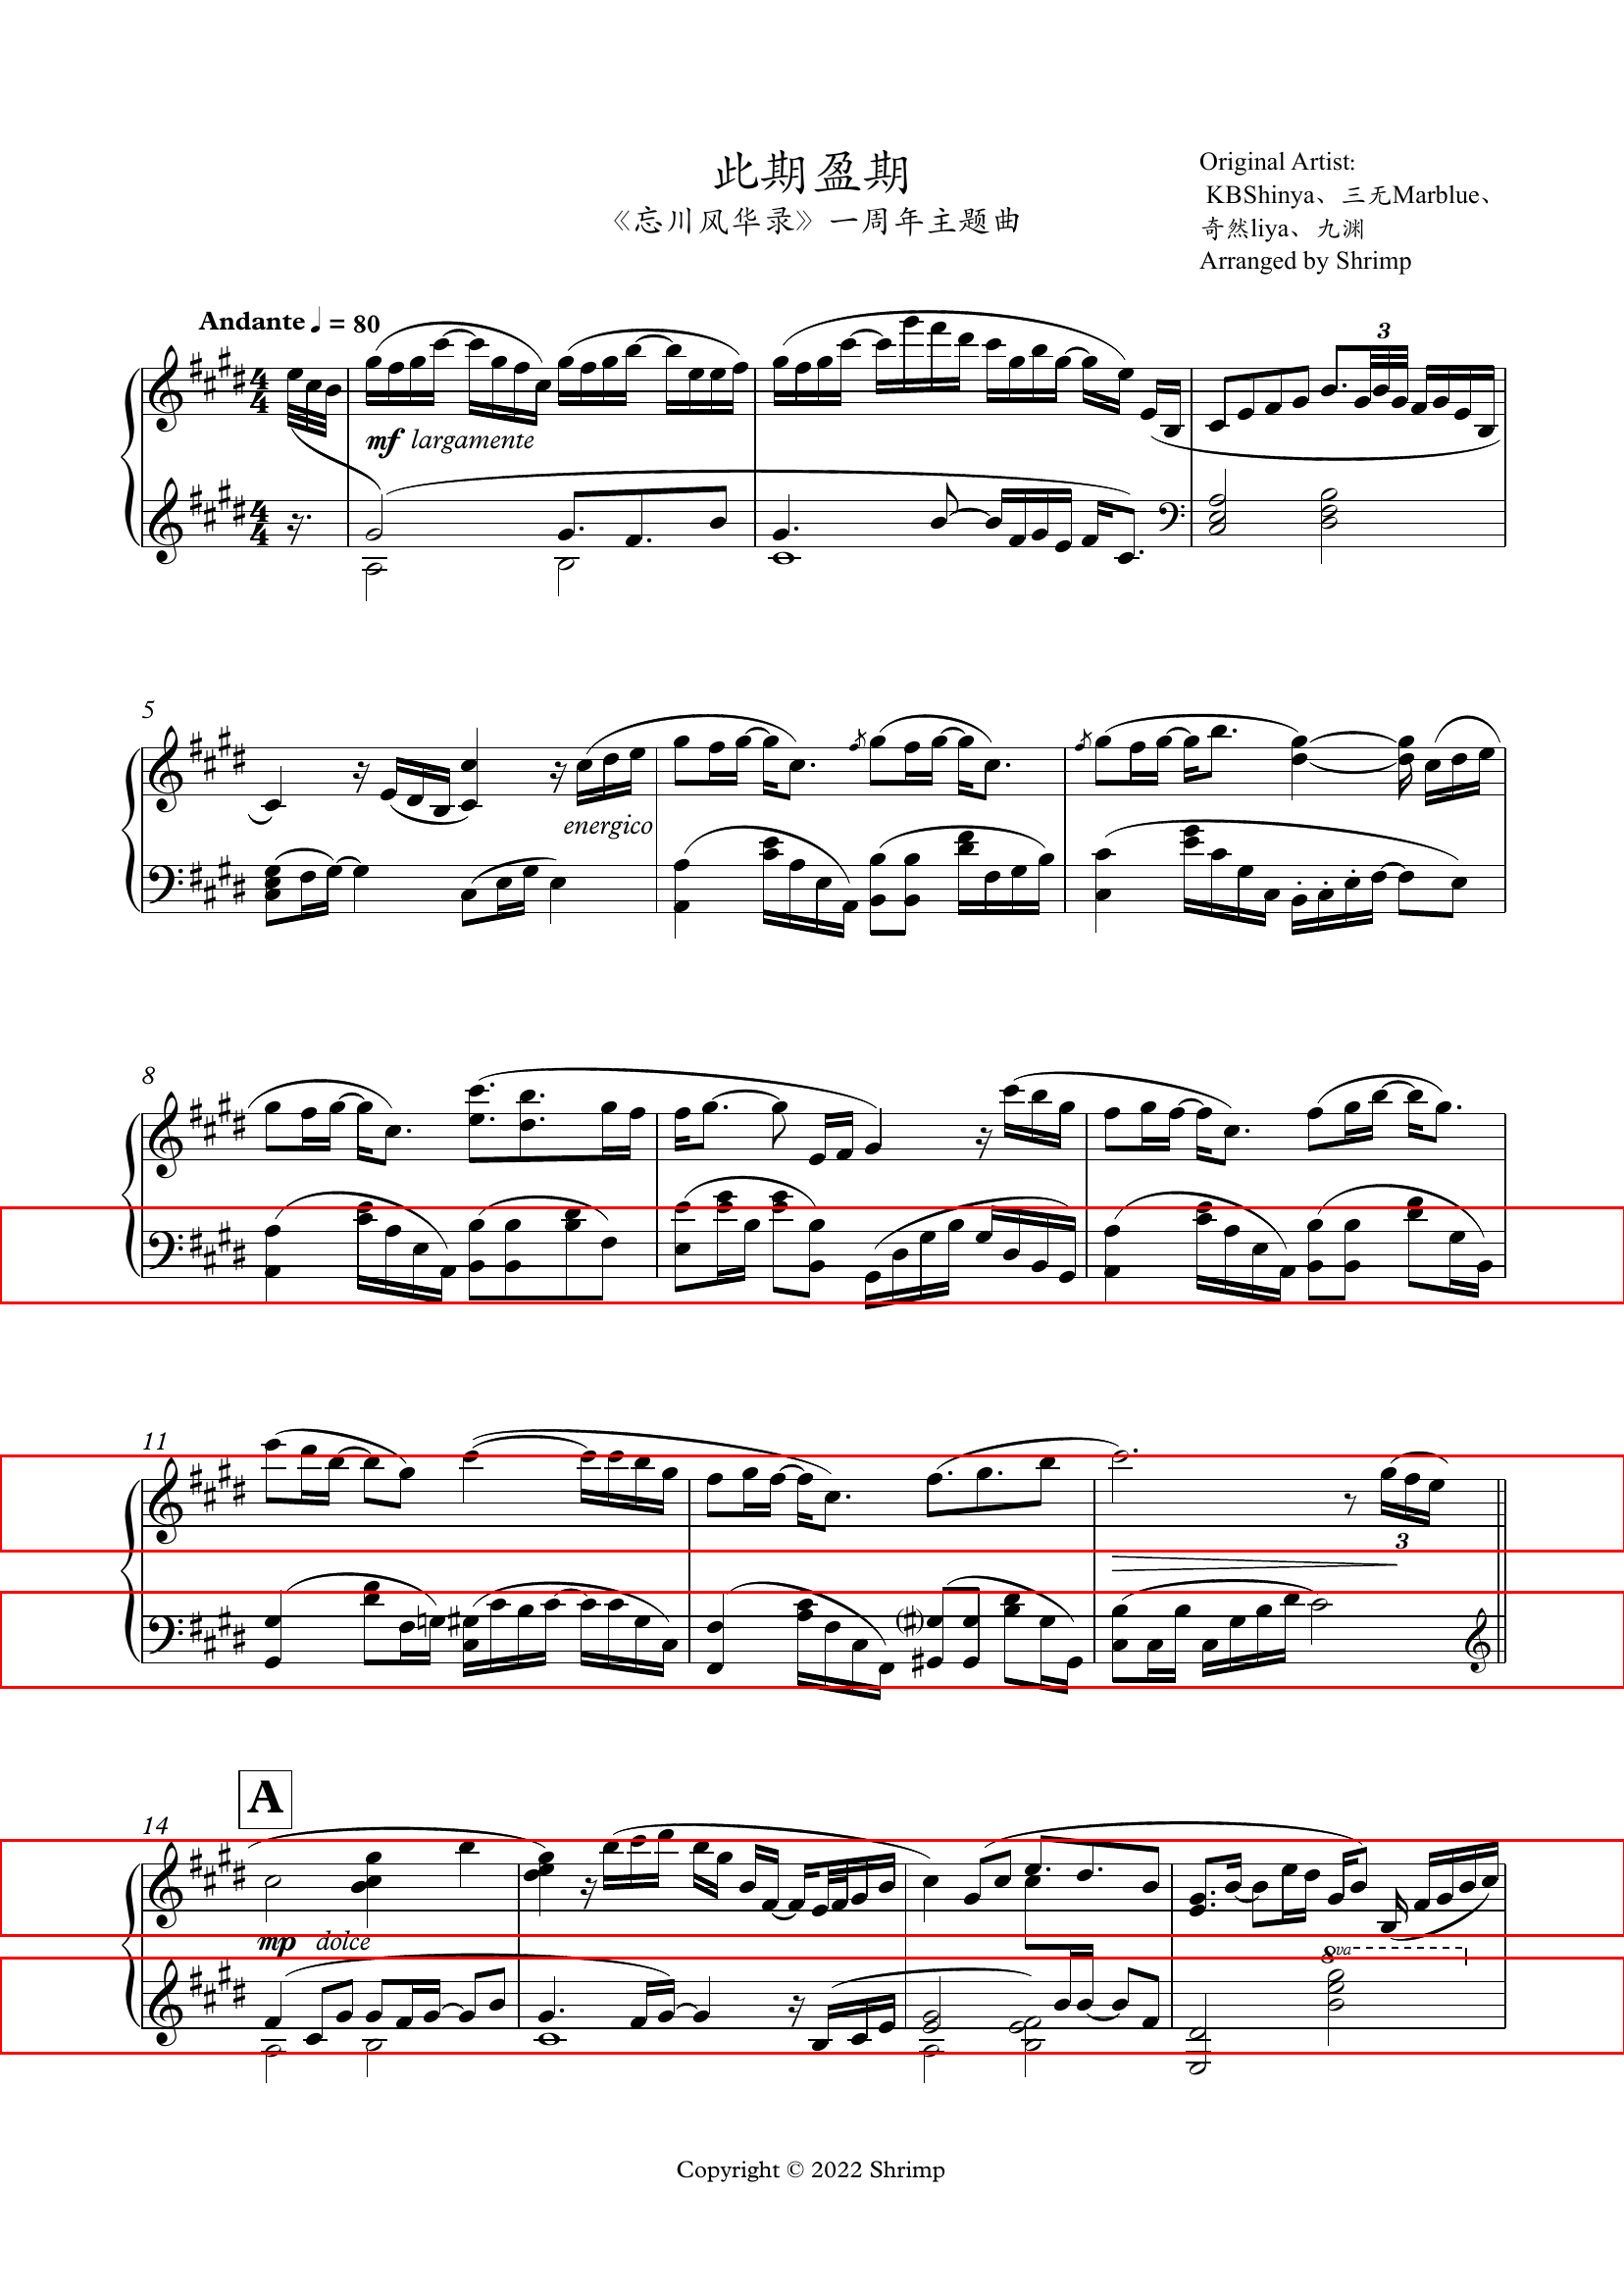 此期盈期
《忘川风华录》一周年主题曲
Original Artist:
KBShinya、三无Marblue、
奇然liya、九渊
Arranged by Shrimp
Andante ♩ = 80
3
4
4
mf largamente
4
4
5
energico
8
11
3
A
14
mp dolce
8va
Copyright © 2022 Shrimp